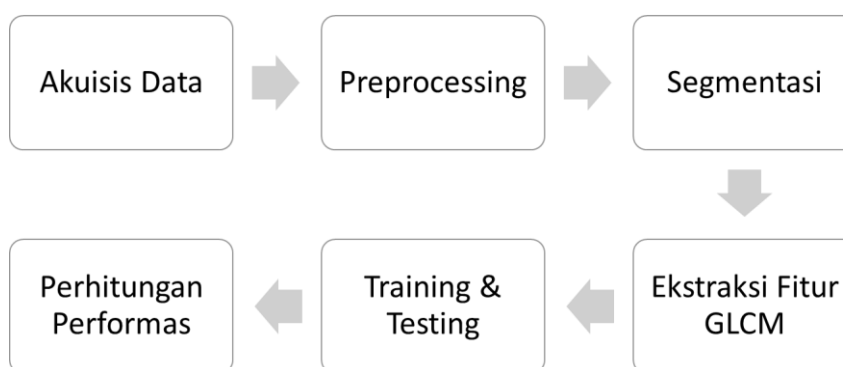 Akuisis Data
Preprocessing
Segmentasi
Ekstraksi Fitur
GLCM
Training &
Testing
Perhitungan
Performas